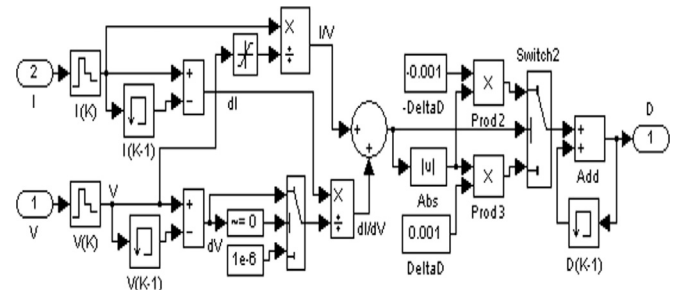 2
I
I(K)
I(K-1)
+
−
dI
×
÷
I/V
1
V
V(K)
V
V(K-1)
+
−
dV
~= 0
1e-6
×
÷
dI/dV
+
+
-0.001
-DeltaD
|u|
Abs
0.001
DeltaD
×
Prod2
×
Prod3
Switch2
+
+
Add
D(K-1)
D
1